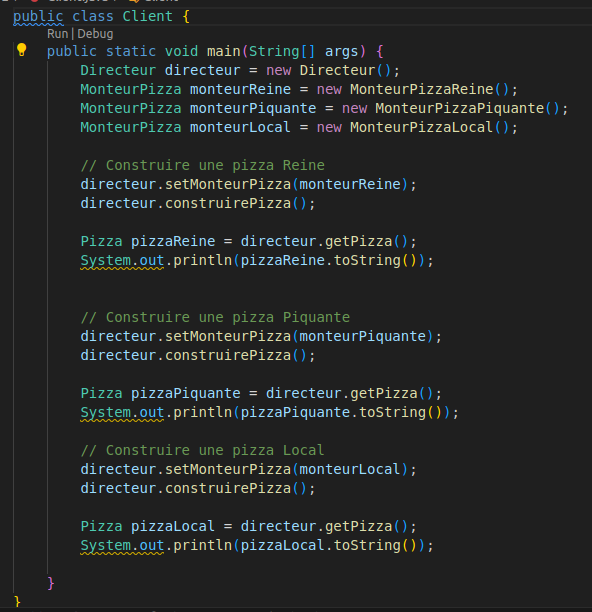 public class Client {
Run | Debug
public static void main(String[] args) {
Directeur directeur = new Directeur();
MonteurPizza monteurReine = new MonteurPizzaReine();
MonteurPizza monteurPiquante = new MonteurPizzaPiquante();
MonteurPizza monteurLocal = new MonteurPizzaLocal();
// Construire une pizza Reine
directeur.setMonteurPizza(monteurReine);
directeur.construirePizza();
Pizza pizzaReine = directeur.getPizza();
System.out.println(pizzaReine.toString());
// Construire une pizza Piquante
directeur.setMonteurPizza(monteurPiquante);
directeur.construirePizza();
Pizza pizzaPiquante = directeur.getPizza();
System.out.println(pizzaPiquante.toString());
// Construire une pizza Local
directeur.setMonteurPizza(monteurLocal);
directeur.construirePizza();
Pizza pizzaLocal = directeur.getPizza();
System.out.println(pizzaLocal.toString());
}
}